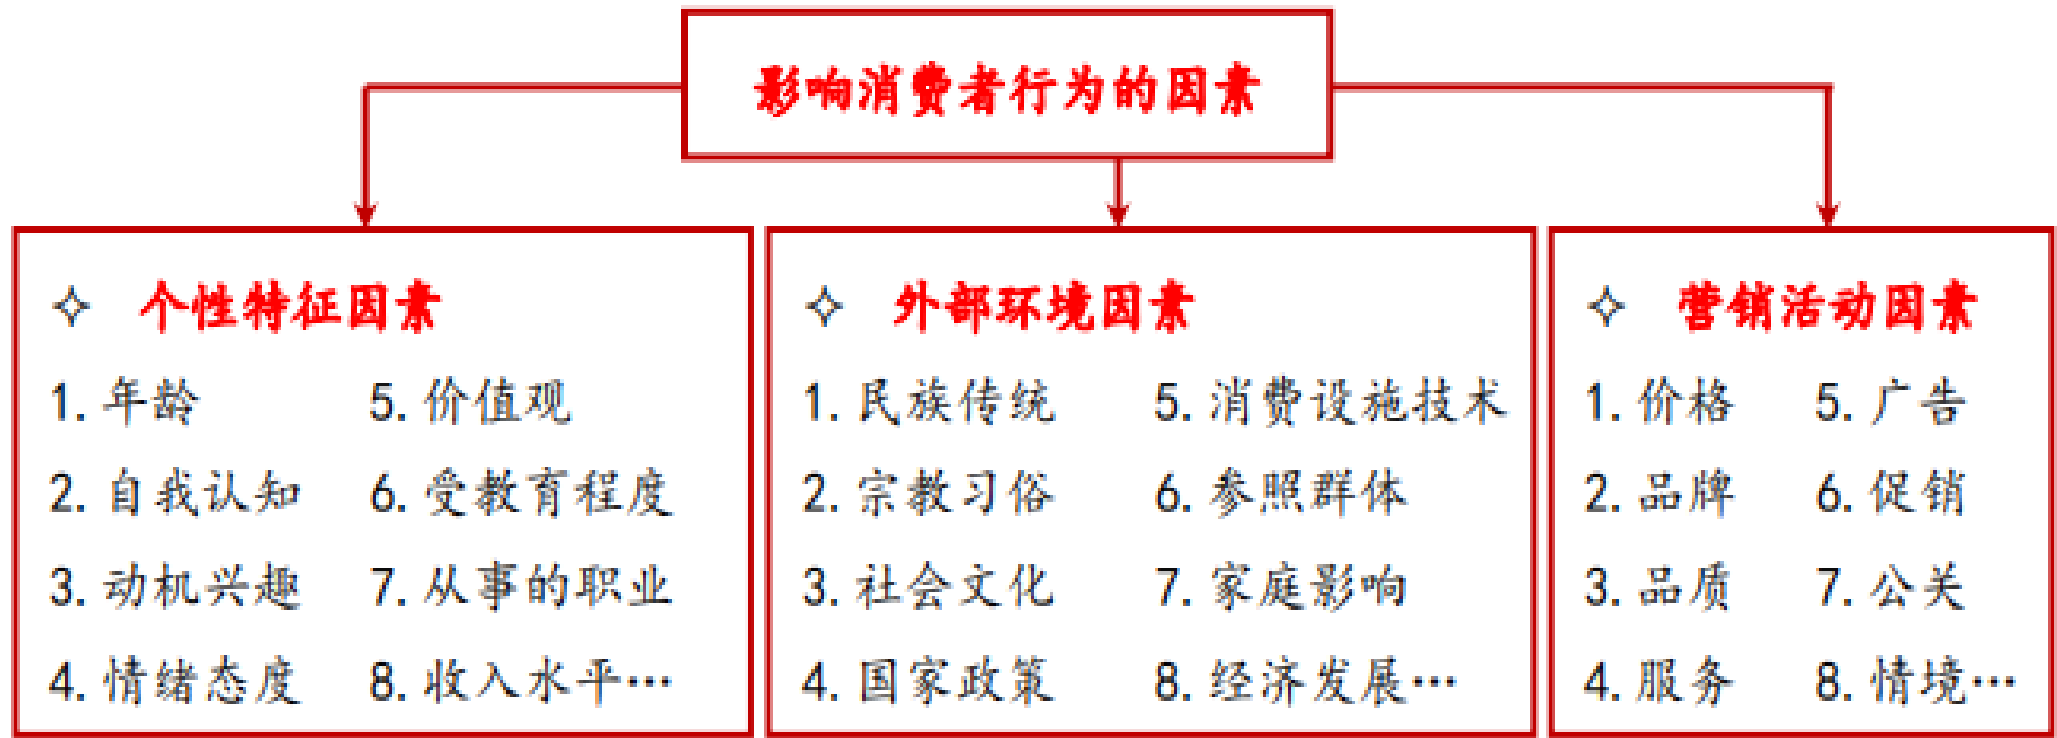 影响消费者行为的因素
✧ 个性特征因素
1. 年龄 5. 价值观
2. 自我认知 6. 受教育程度
3. 动机兴趣 7. 从事的职业
4. 情绪态度 8. 收入水平…
✧ 外部环境因素
1. 民族传统 5. 消费设施技术
2. 宗教习俗 6. 参照群体
3. 社会文化 7. 家庭影响
4. 国家政策 8. 经济发展…
✧ 营销活动因素
1. 价格 5. 广告
2. 品牌 6. 促销
3. 品质 7. 公关
4. 服务 8. 情境…